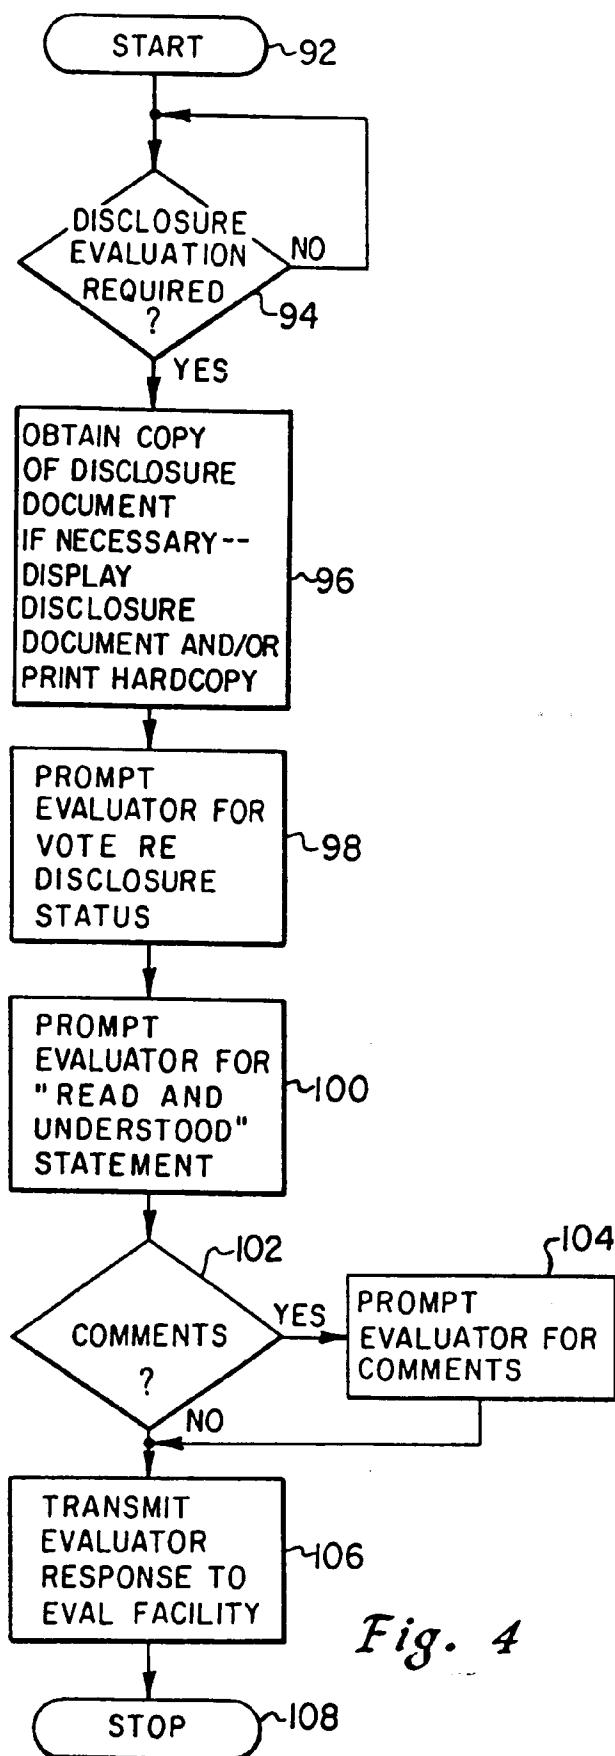 START
92
DISCLOSURE
EVALUATION
REQUIRED
?
NO
94
YES
OBTAIN COPY
OF DISCLOSURE
DOCUMENT
IF NECESSARY--
DISPLAY
DISCLOSURE
DOCUMENT AND/OR
PRINT HARDCOPY
96
PROMPT
EVALUATOR FOR
VOTE RE
DISCLOSURE
STATUS
98
PROMPT
EVALUATOR FOR
"READ AND
UNDERSTOOD"
STATEMENT
100
102
COMMENTS
?
YES
NO
104
PROMPT
EVALUATOR FOR
COMMENTS
TRANSMIT
EVALUATOR
RESPONSE TO
EVAL FACILITY
106
Fig. 4
STOP
108